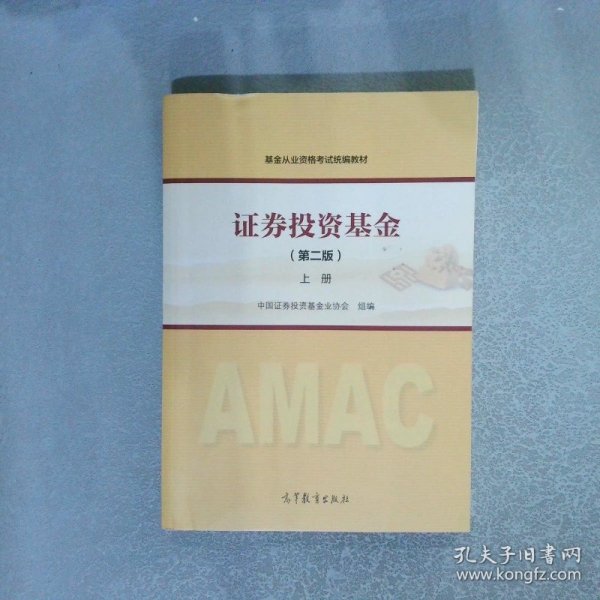 基金从业资格考试统编教材
证券投资基金
（第二版）
上 册
中国证券投资基金业协会 组编
AMAC
高等教育出版社
孔夫子旧书网
www.kongfz.com